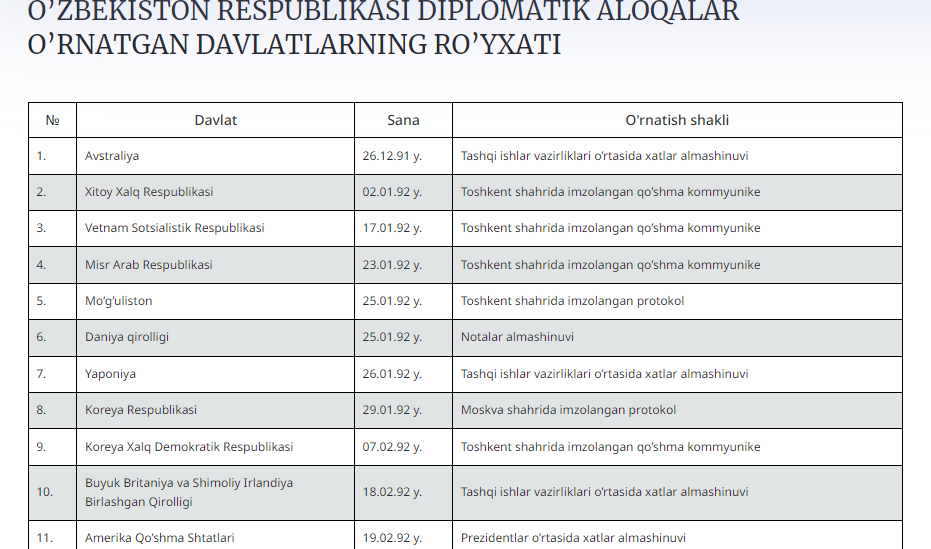 O’ZBEKISTON RESPUBLIKASI DIPLOMATIK ALOQALAR
O’RNATGAN DAVLATLARNING RO’YXATI
№ Davlat Sana O'rnatish shakli
1. Avstraliya 26.12.91 y. Tashqi ishlar vazirliklari o‘rtasida xatlar almashinuvi
2. Xitoy Xalq Respublikasi 02.01.92 y. Toshkent shahrida imzolangan qo‘shma kommyunike
3. Vetnam Sotsialistik Respublikasi 17.01.92 y. Toshkent shahrida imzolangan qo‘shma kommyunike
4. Misr Arab Respublikasi 23.01.92 y. Toshkent shahrida imzolangan qo‘shma kommyunike
5. Mo‘g‘uliston 25.01.92 y. Toshkent shahrida imzolangan protokol
6. Daniya qirolligi 25.01.92 y. Notalar almashinuvi
7. Yaponiya 26.01.92 y. Tashqi ishlar vazirliklari o‘rtasida xatlar almashinuvi
8. Koreya Respublikasi 29.01.92 y. Moskva shahrida imzolangan protokol
9. Koreya Xalq Demokratik Respublikasi 07.02.92 y. Toshkent shahrida imzolangan qo‘shma kommyunike
10. Buyuk Britaniya va Shimoliy Irlandiya
Birlashgan Qirolligi 18.02.92 y. Tashqi ishlar vazirliklari o‘rtasida xatlar almashinuvi
11. Amerika Qo‘shma Shtatlari 19.02.92 y. Prezidentlar o‘rtasida xatlar almashinuvi